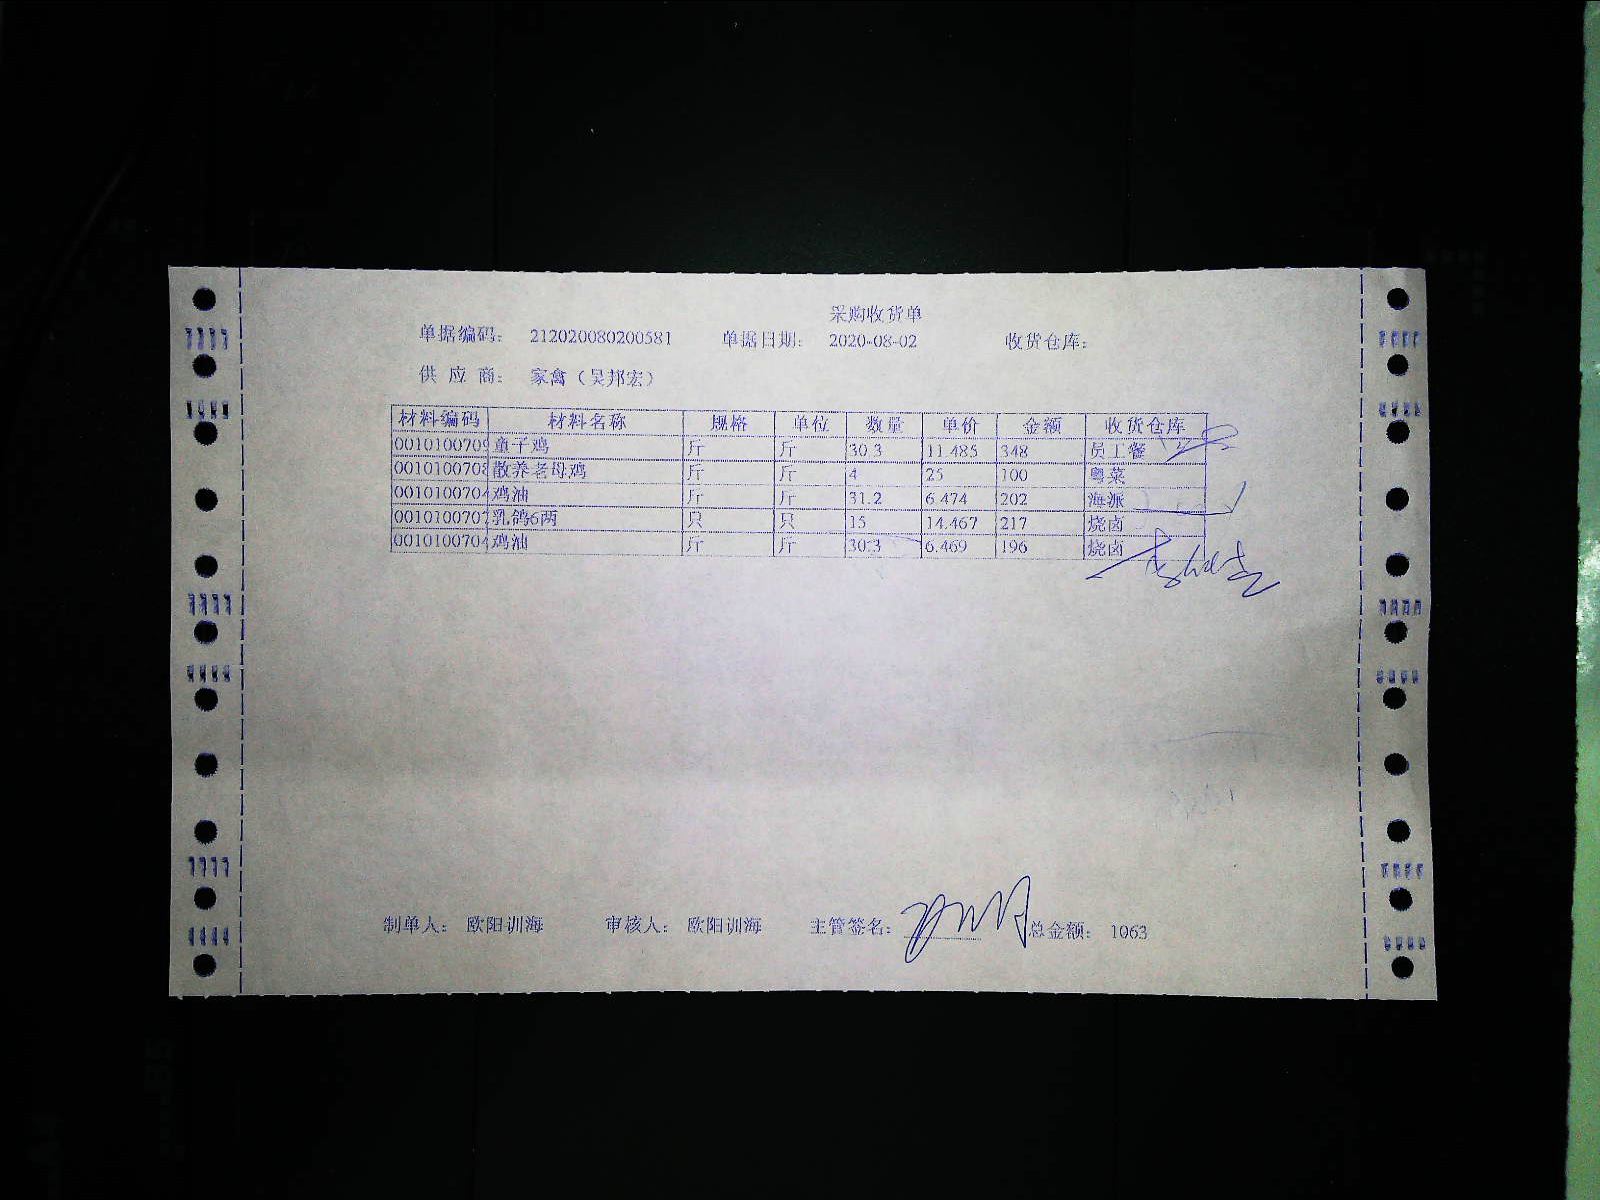 采购收货单
单据编码: 212020080200581 单据日期: 2020-08-02 收货仓库:
供应商: 家禽（吴邦宏）
材料编码 材料名称 规格 单位 数量 单价 金额 收货仓库
0010100709 童子鸡 斤 斤 30.3 11.485 348 员工餐
0010100708 散养老母鸡 斤 斤 4 25 100 粤菜
0010100704 鸡油 斤 斤 31.2 6.474 202 海派
0010100707 乳鸽6两 只 只 15 14.467 217 烧卤
0010100704 鸡油 斤 斤 30.3 6.469 196 烧卤
制单人: 欧阳训海 审核人: 欧阳训海 主管签名: 总金额: 1063